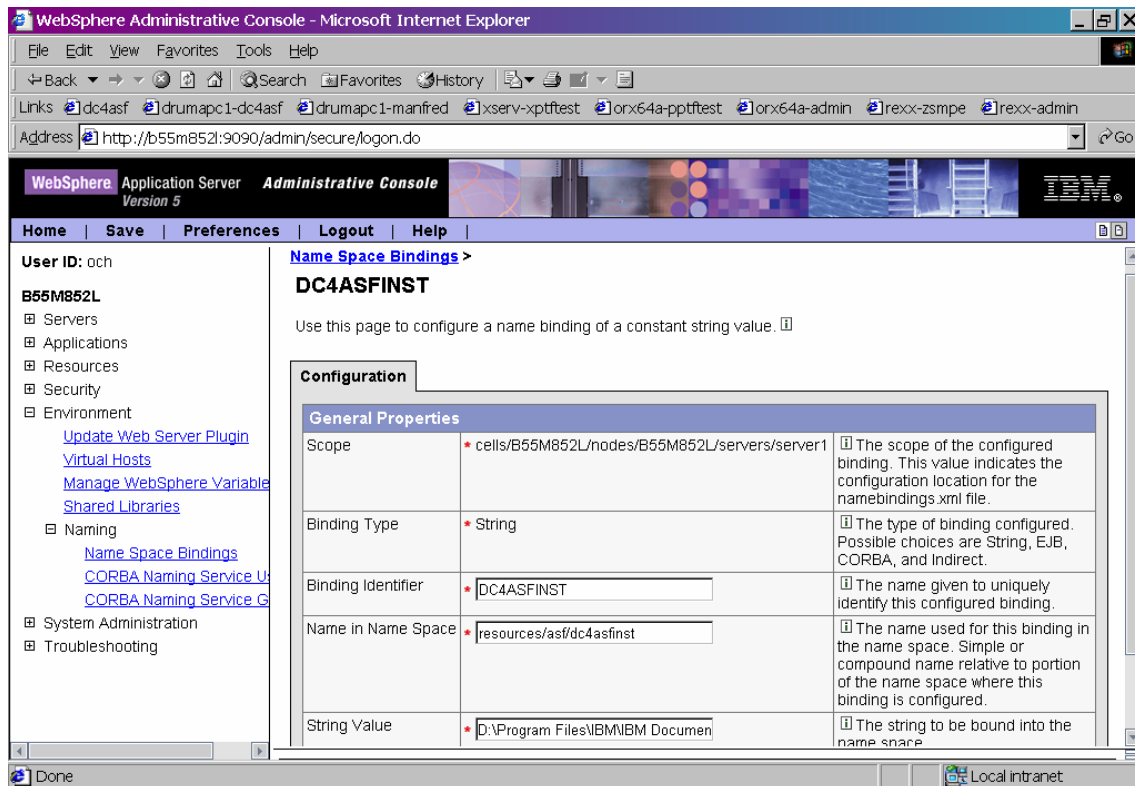 WebSphere Administrative Console - Microsoft Internet Explorer
File Edit View Favorites Tools Help
Back Search Favorites History
Links dc4asf drumapc1-dc4asf drumapc1-manfred xserv-xptftest orx64a-pptftest orx64a-admin rexx-zsmpe rexx-admin
Address http://b55m852l:9090/admin/secure/logon.do Go
WebSphere Application Server Administrative Console
Version 5
IBM
Home | Save | Preferences | Logout | Help |
User ID: och
B55M852L
Servers
Applications
Resources
Security
Environment
Update Web Server Plugin
Virtual Hosts
Manage WebSphere Variable
Shared Libraries
Naming
Name Space Bindings
CORBA Naming Service U
CORBA Naming Service G
System Administration
Troubleshooting
Name Space Bindings >
DC4ASFINST
Use this page to configure a name binding of a constant string value.
Configuration
General Properties
Scope * cells/B55M852L/nodes/B55M852L/servers/server1
The scope of the configured
binding. This value indicates the
configuration location for the
namebindings.xml file.
Binding Type * String
The type of binding configured.
Possible choices are String, EJB,
CORBA, and Indirect.
Binding Identifier * DC4ASFINST
The name given to uniquely
identify this configured binding.
Name in Name Space * resources/asf/dc4asfinst
The name used for this binding in
the name space. Simple or
compound name relative to portion
of the name space where this
binding is configured.
String Value * D:\Program Files\IBM\IBM Documen
The string to be bound into the
name space
Done Local intranet